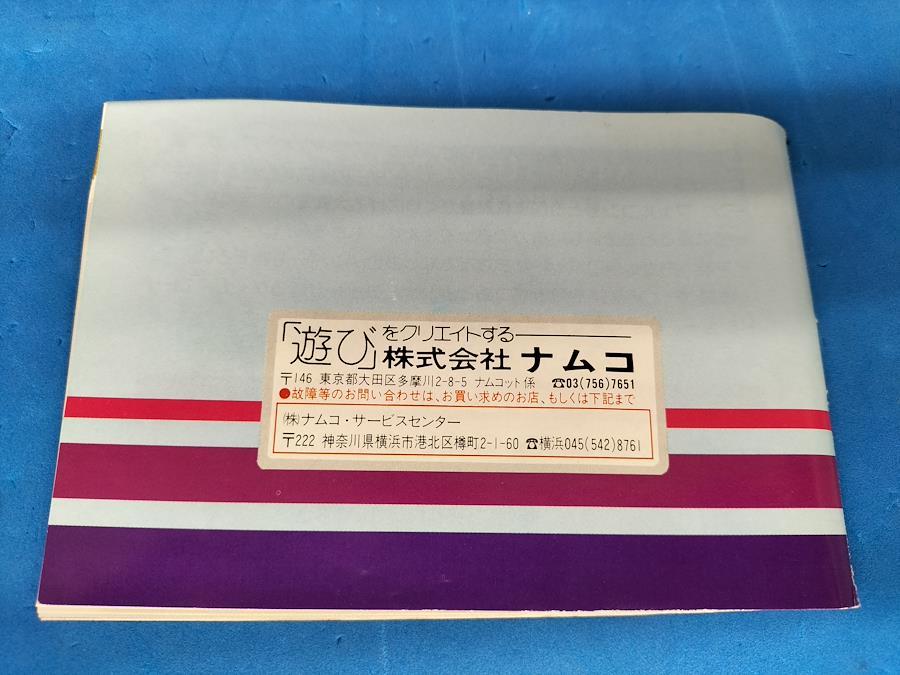 「遊び」をクリエイトする──
株式会社 ナムコ
〒146 東京都大田区多摩川2-8-5 ナムコット係 ☎03(756)7651
●故障等のお問い合わせは、お買い求めのお店、もしくは下記まで
㈱ナムコ・サービスセンター
〒222 神奈川県横浜市港北区樽町2-1-60 ☎横浜045(542)8761